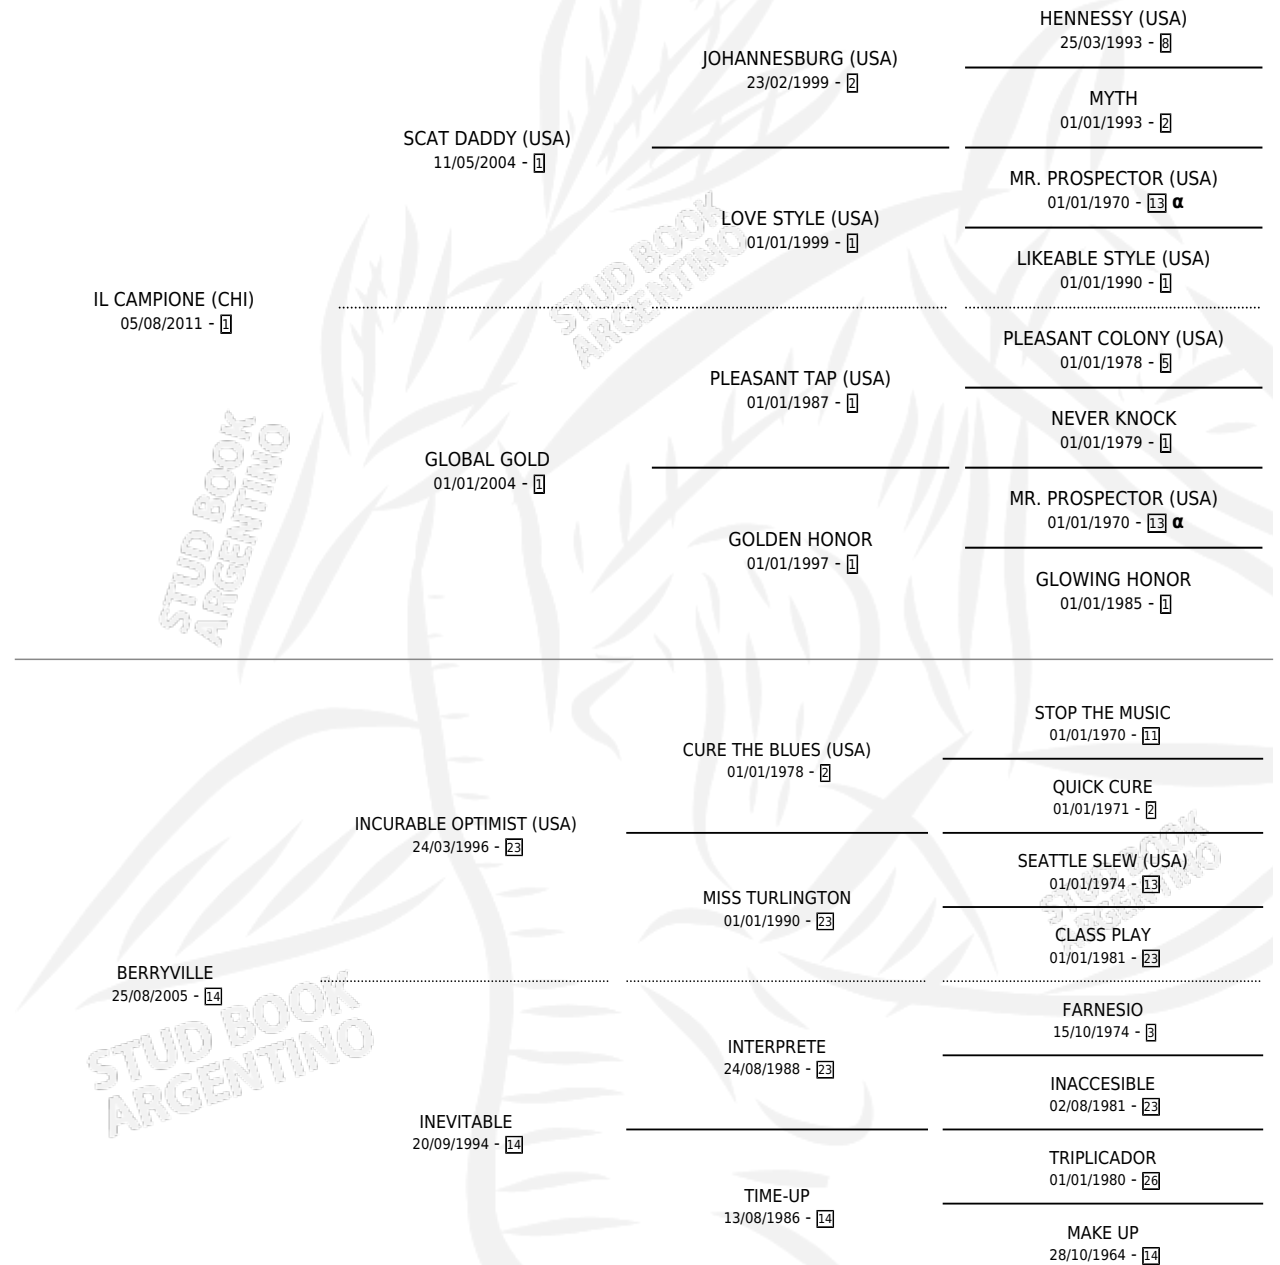 HENNESSY (USA)
25/03/1993 - 8
JOHANNESBURG (USA)
23/02/1999 - 2
MYTH
01/01/1993 - 2
SCAT DADDY (USA)
11/05/2004 - 1
MR. PROSPECTOR (USA)
01/01/1970 - 13 α
LOVE STYLE (USA)
01/01/1999 - 1
LIKEABLE STYLE (USA)
01/01/1990 - 1
IL CAMPIONE (CHI)
05/08/2011 - 1
PLEASANT COLONY (USA)
01/01/1978 - 5
PLEASANT TAP (USA)
01/01/1987 - 1
NEVER KNOCK
01/01/1979 - 1
GLOBAL GOLD
01/01/2004 - 1
MR. PROSPECTOR (USA)
01/01/1970 - 13 α
GOLDEN HONOR
01/01/1997 - 1
GLOWING HONOR
01/01/1985 - 1
STOP THE MUSIC
01/01/1970 - 11
CURE THE BLUES (USA)
01/01/1978 - 2
QUICK CURE
01/01/1971 - 2
INCURABLE OPTIMIST (USA)
24/03/1996 - 23
SEATTLE SLEW (USA)
01/01/1974 - 13
MISS TURLINGTON
01/01/1990 - 23
CLASS PLAY
01/01/1981 - 23
BERRYVILLE
25/08/2005 - 14
FARNESIO
15/10/1974 - 3
INTERPRETE
24/08/1988 - 23
INACCESIBLE
02/08/1981 - 23
INEVITABLE
20/09/1994 - 14
TRIPLICADOR
01/01/1980 - 26
TIME-UP
13/08/1986 - 14
MAKE UP
28/10/1964 - 14
STUD BOOK
ARGENTINO
STUD BOOK
ARGENTINO
STUD BOOK
ARGENTINO
STUD BOOK
ARGENTINO